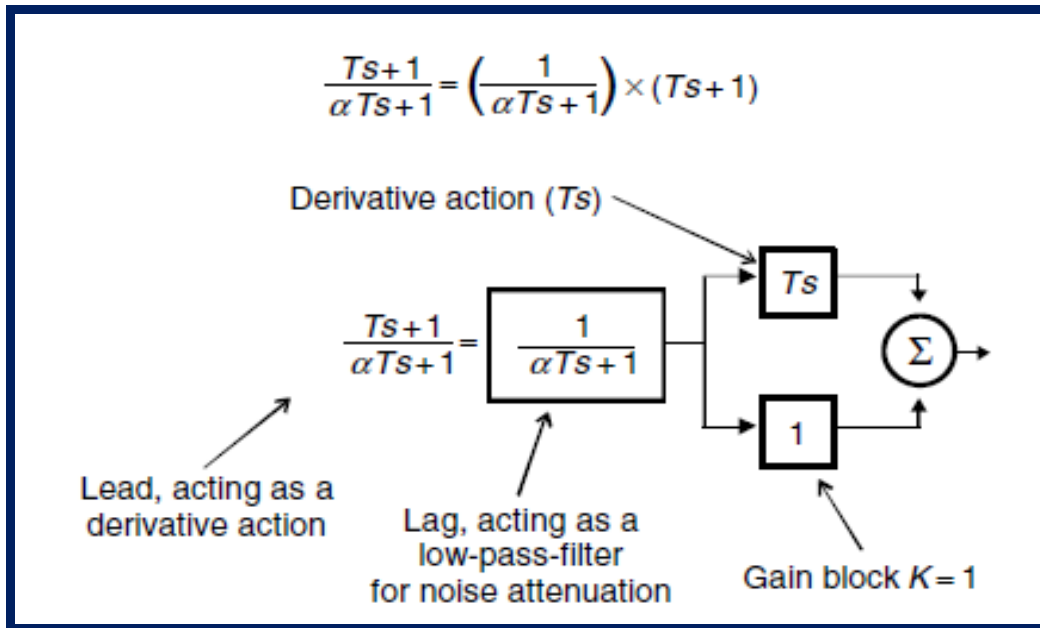 Ts+1 / αTs+1 = (1 / αTs+1) × (Ts+1)
Derivative action (Ts)
Ts
Ts+1 / αTs+1 =
1 / αTs+1
Σ
1
Lead, acting as a
derivative action
Lag, acting as a
low-pass-filter
for noise attenuation
Gain block K=1